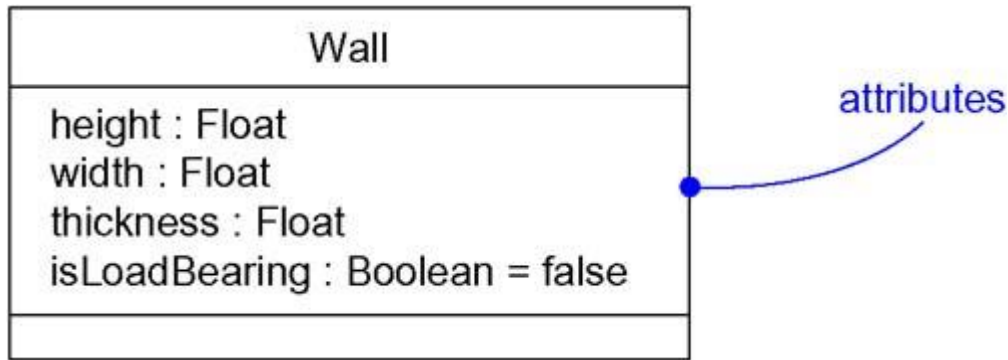 Wall
attributes
height : Float
width : Float
thickness : Float
isLoadBearing : Boolean = false